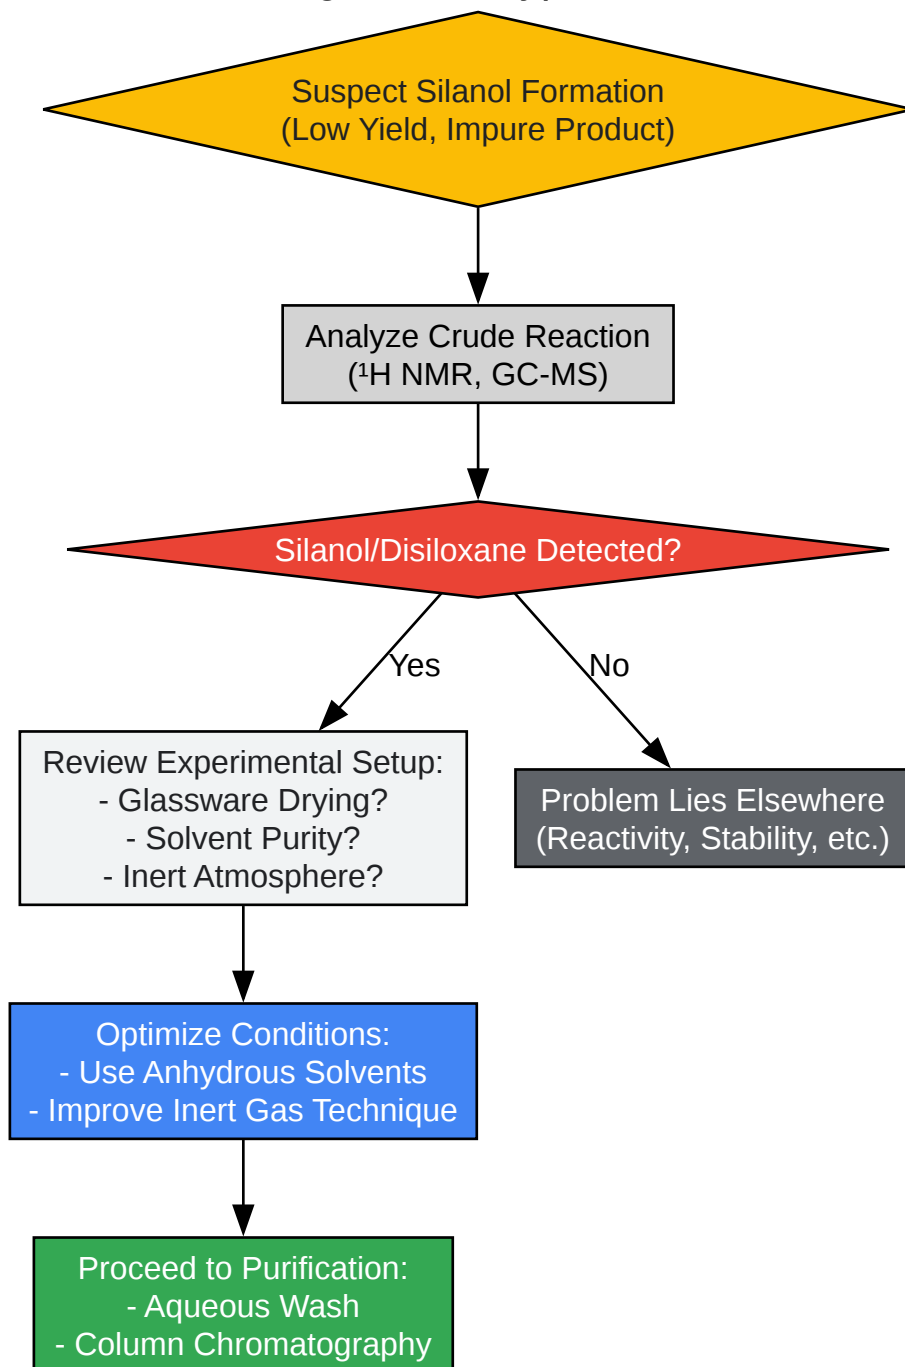 Suspect Silanol Formation
(Low Yield, Impure Product)
Analyze Crude Reaction
(¹H NMR, GC-MS)
Silanol/Disiloxane Detected?
Yes
No
Review Experimental Setup:
- Glassware Drying?
- Solvent Purity?
- Inert Atmosphere?
Problem Lies Elsewhere
(Reactivity, Stability, etc.)
Optimize Conditions:
- Use Anhydrous Solvents
- Improve Inert Gas Technique
Proceed to Purification:
- Aqueous Wash
- Column Chromatography